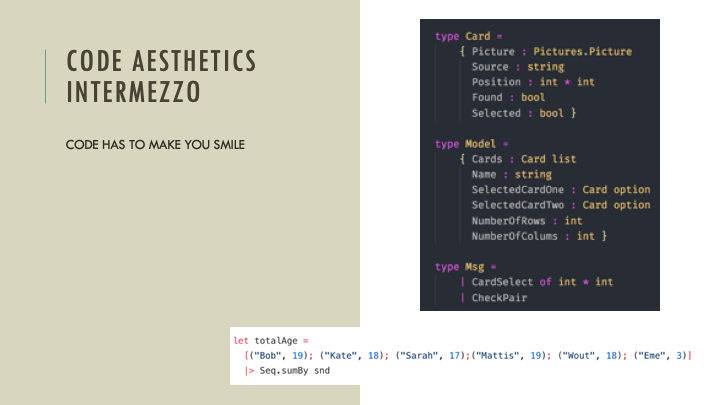 CODE AESTHETICS
INTERMEZZO
CODE HAS TO MAKE YOU SMILE
type Card =
{ Picture : Pictures.Picture
Source : string
Position : int * int
Found : bool
Selected : bool }
type Model =
{ Cards : Card list
Name : string
SelectedCardOne : Card option
SelectedCardTwo : Card option
NumberOfRows : int
NumberOfColums : int }
type Msg =
| CardSelect of int * int
| CheckPair
let totalAge =
[("Bob", 19); ("Kate", 18); ("Sarah", 17);("Mattis", 19); ("Wout", 18); ("Eme", 3)]
|> Seq.sumBy snd